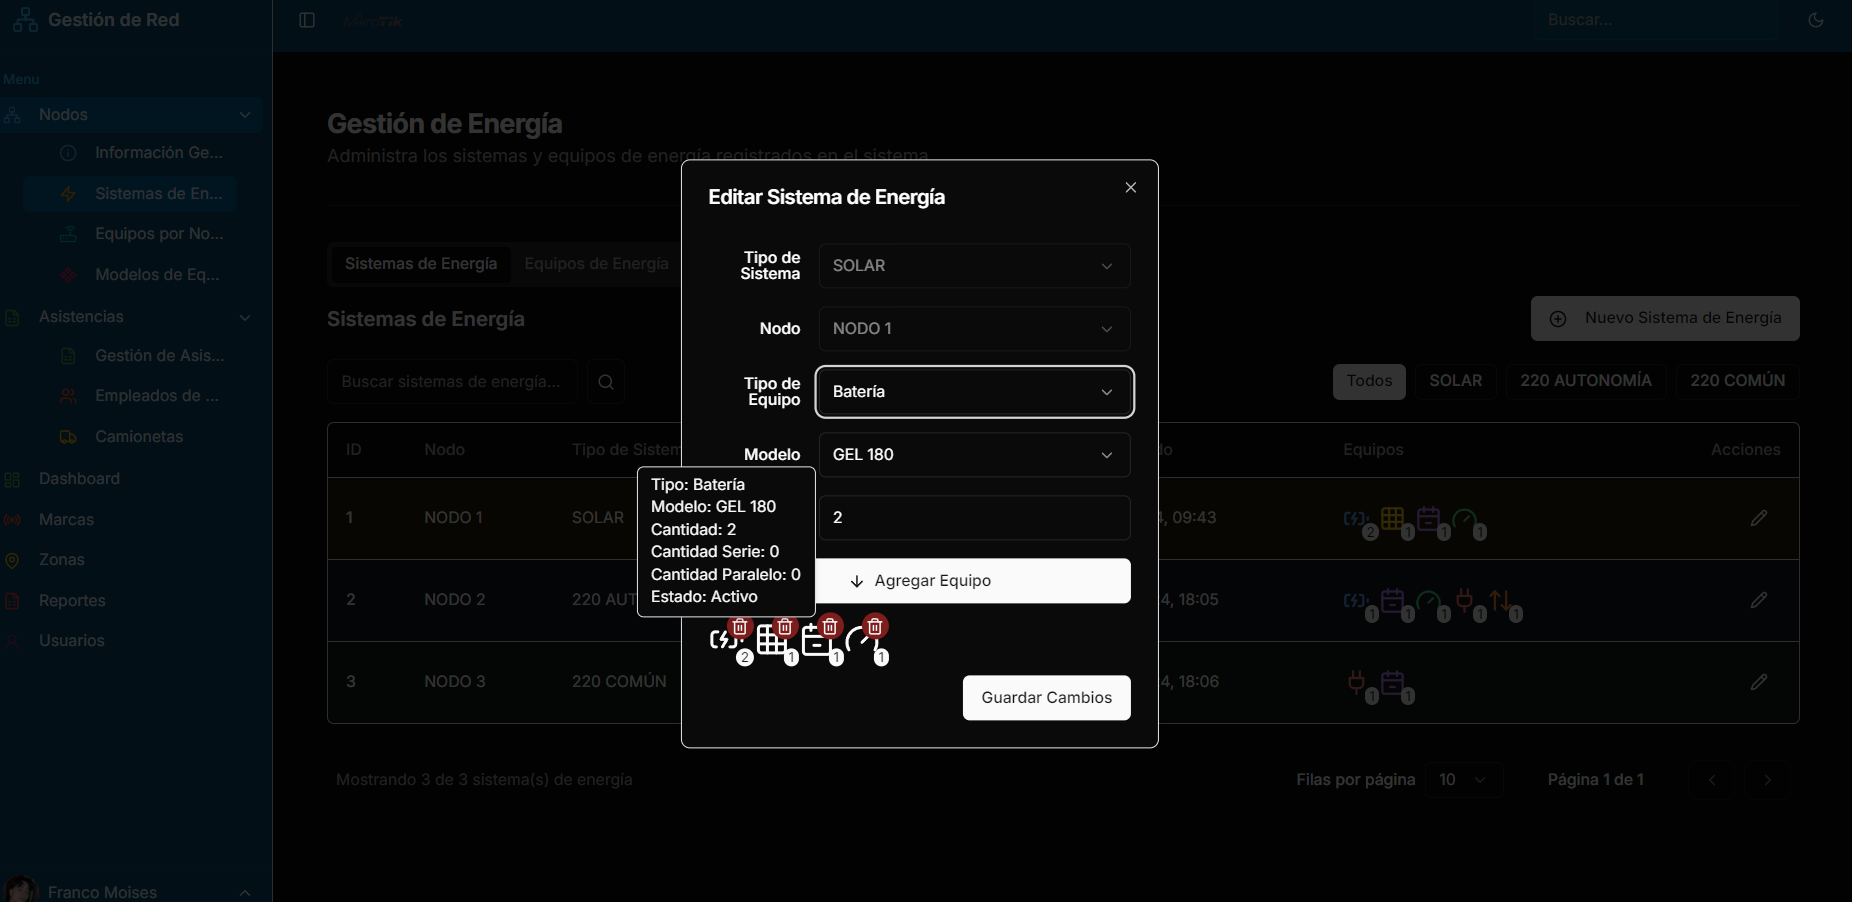 Gestión de Red
MikroTik
Buscar...
Menu
Nodos
Información Ge...
Sistemas de En...
Equipos por No...
Modelos de Eq...
Asistencias
Gestión de Asis...
Empleados de ...
Camionetas
Dashboard
Marcas
Zonas
Reportes
Usuarios
Franco Moises
Gestión de Energía
Administra los sistemas y equipos de energía registrados en el sistema
Sistemas de Energía
Equipos de Energía
Sistemas de Energía
Nuevo Sistema de Energía
Buscar sistemas de energía...
Todos
SOLAR
220 AUTONOMÍA
220 COMÚN
ID
Nodo
Tipo de Sistem
do
Equipos
Acciones
1
NODO 1
SOLAR
, 09:43
2
1
1
1
2
NODO 2
220 AUT
4, 18:05
1
1
1
1
1
3
NODO 3
220 COMÚN
4, 18:06
1
1
Mostrando 3 de 3 sistema(s) de energía
Filas por página
10
Página 1 de 1
Editar Sistema de Energía
Tipo de
Sistema
SOLAR
Nodo
NODO 1
Tipo de
Equipo
Batería
Modelo
GEL 180
2
Agregar Equipo
Tipo: Batería
Modelo: GEL 180
Cantidad: 2
Cantidad Serie: 0
Cantidad Paralelo: 0
Estado: Activo
2
1
1
1
Guardar Cambios